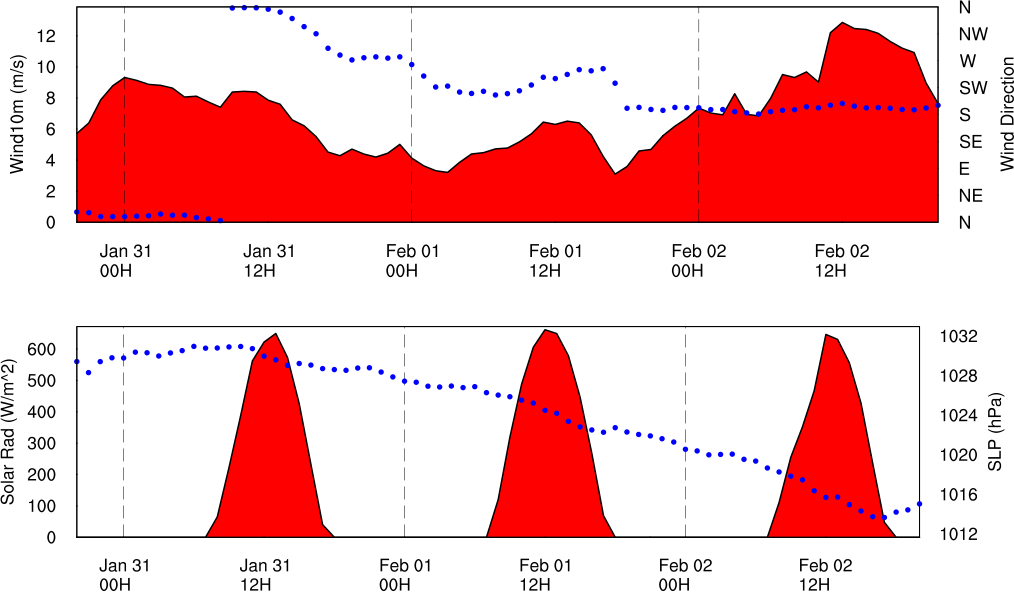 Wind10m (m/s)
12
10
8
6
4
2
0
N
NW
W
SW
S
SE
E
NE
N
Wind Direction
Jan 31 Jan 31 Feb 01 Feb 01 Feb 02 Feb 02
00H 12H 00H 12H 00H 12H
Solar Rad (W/m^2)
600
500
400
300
200
100
0
1032
1028
1024
1020
1016
1012
SLP (hPa)
Jan 31 Jan 31 Feb 01 Feb 01 Feb 02 Feb 02
00H 12H 00H 12H 00H 12H